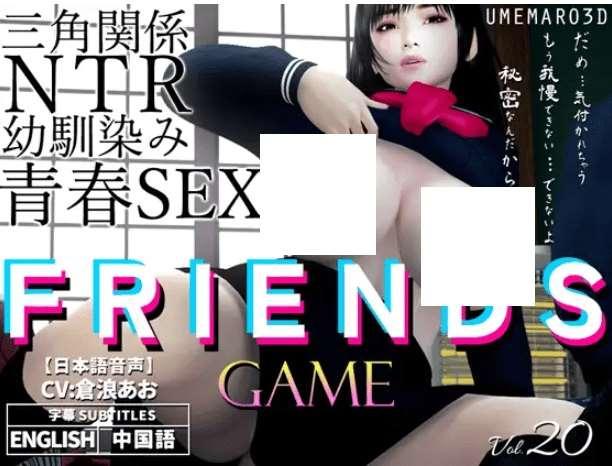 三角関係
NTR
幼馴染み
青春SEX
UMEMARO3D
だめ…気付かれちゃう
もう我慢できない…できないよ
秘密なんだから
FRIENDS
GAME
【日本語音声】
CV:倉浪あお
字幕 SUBTITLES
ENGLISH 中国語
Vol.20